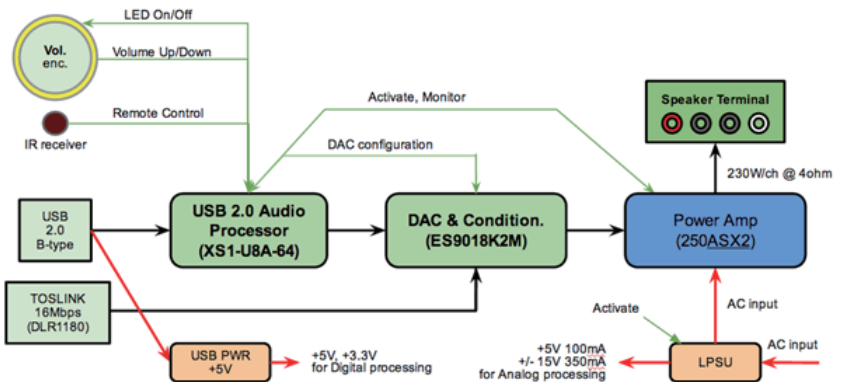 LED On/Off
Vol.
enc.
Volume Up/Down
Remote Control
IR receiver
Activate, Monitor
DAC configuration
Speaker Terminal
230W/ch @ 4ohm
USB
2.0
B-type
USB 2.0 Audio
Processor
(XS1-U8A-64)
DAC & Condition.
(ES9018K2M)
Power Amp
(250ASX2)
TOSLINK
16Mbps
(DLR1180)
USB PWR
+5V
+5V, +3.3V
for Digital processing
Activate
AC input
+5V 100mA
+/- 15V 350mA
for Analog processing
LPSU
AC input